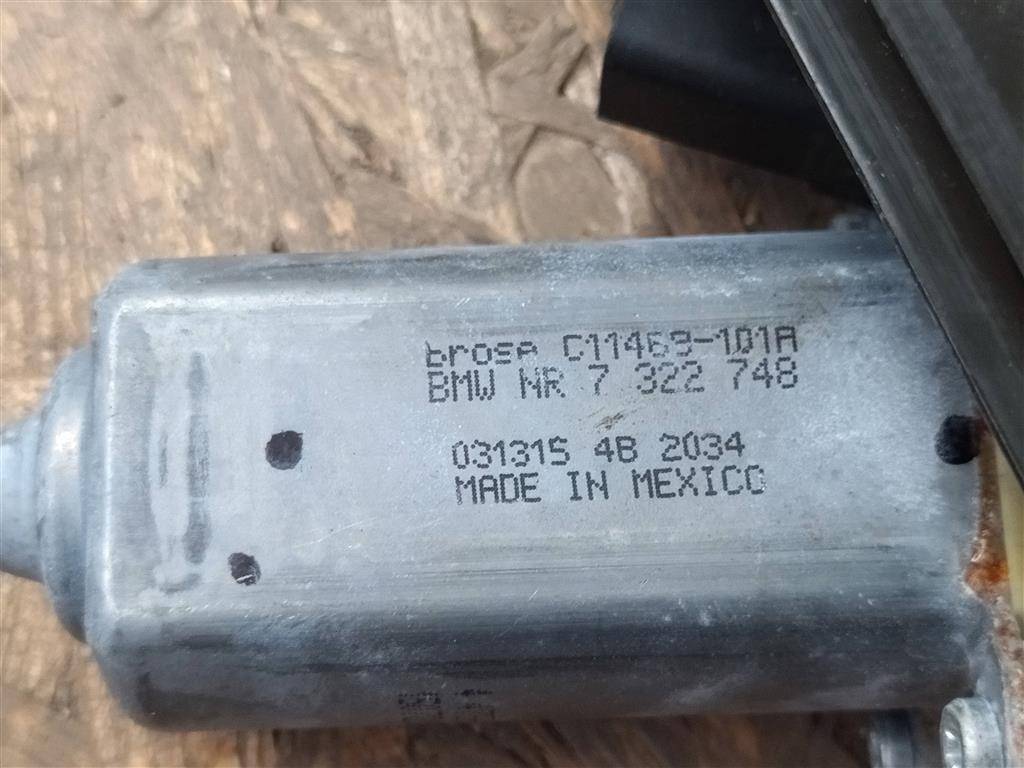 brose C11469-101A
BMW NR 7 322 748
031315 4B 2034
MADE IN MEXICO